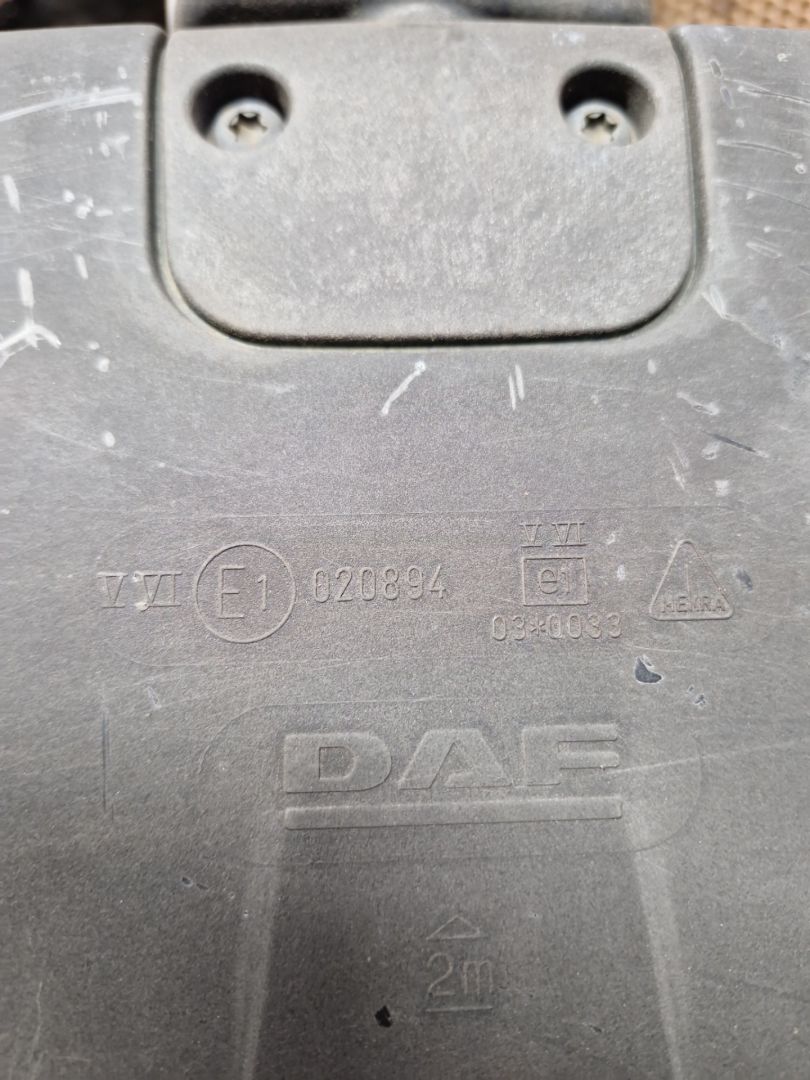 V VI
V VI E1 020894 e1 MEKRA
03*0033
DAF
2m